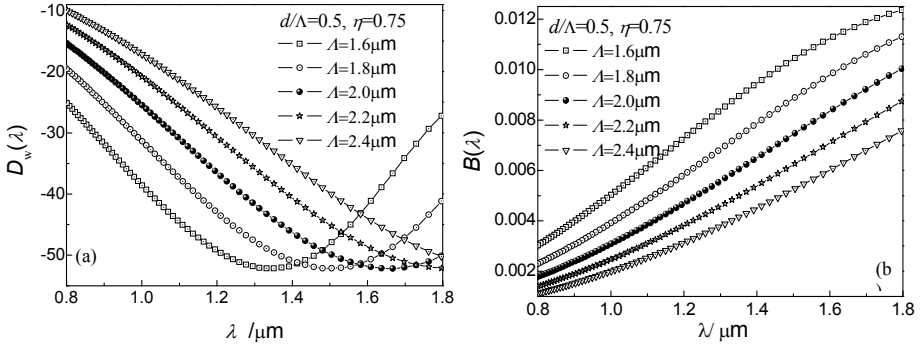 d/Λ=0.5, η=0.75
Λ=1.6μm
Λ=1.8μm
Λ=2.0μm
Λ=2.2μm
Λ=2.4μm
-10
-20
-30
-40
-50
D_w(λ)
(a)
0.8 1.0 1.2 1.4 1.6 1.8
λ /μm
d/Λ=0.5, η=0.75
Λ=1.6μm
Λ=1.8μm
Λ=2.0μm
Λ=2.2μm
Λ=2.4μm
0.012
0.010
0.008
0.006
0.004
0.002
B(λ)
(b
0.8 1.0 1.2 1.4 1.6 1.8
λ/ μm